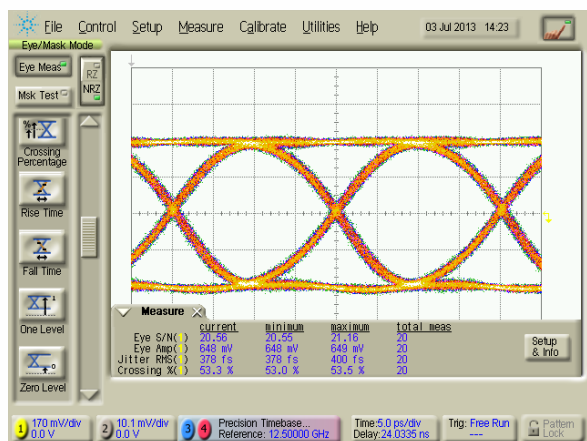 File Control Setup Measure Calibrate Utilities Help 03 Jul 2013 14:23
Eye/Mask Mode
Eye Meas
RZ
NRZ
Msk Test
Crossing
Percentage
Rise Time
Fall Time
One Level
Zero Level
Measure
current minimum maximum total meas
Eye S/N(1) 20.56 20.55 21.16 20
Eye Amp(1) 648 mV 648 mV 649 mV 20
Jitter RMS(1) 378 fs 378 fs 400 fs 20
Crossing %(1) 53.3 % 53.0 % 53.5 % 20
Setup
& Info
1 170 mV/div
0.0 V
2 10.1 mV/div
0.0 V
3 4 Precision Timebase...
Reference: 12.50000 GHz
Time:5.0 ps/div
Delay:24.0335 ns
Trig: Free Run
---
Pattern
Lock